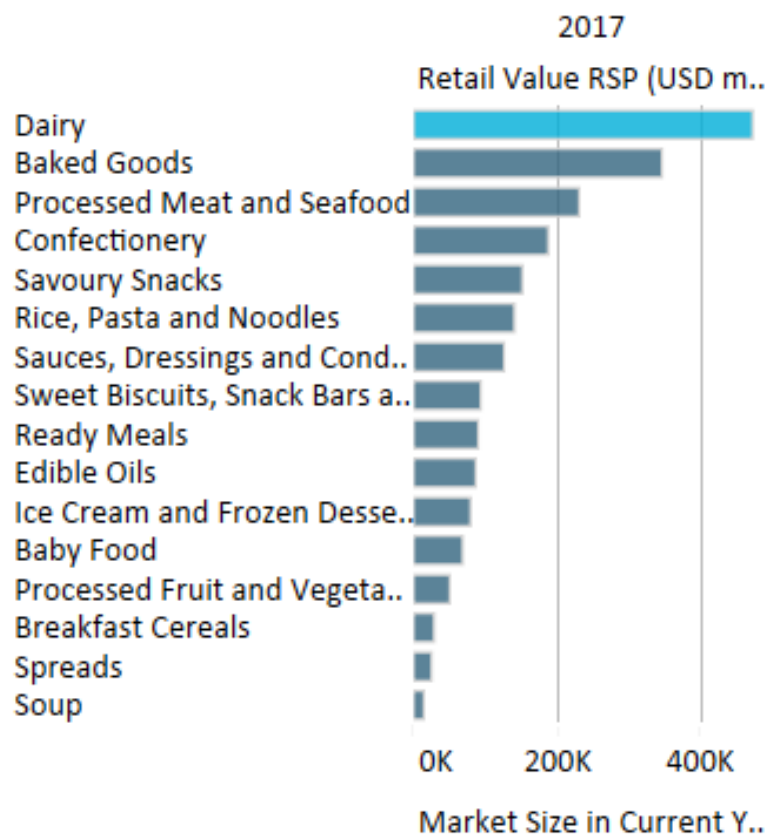 2017
Retail Value RSP (USD m..
Dairy
Baked Goods
Processed Meat and Seafood
Confectionery
Savoury Snacks
Rice, Pasta and Noodles
Sauces, Dressings and Cond..
Sweet Biscuits, Snack Bars a..
Ready Meals
Edible Oils
Ice Cream and Frozen Desse..
Baby Food
Processed Fruit and Vegeta..
Breakfast Cereals
Spreads
Soup
0K 200K 400K
Market Size in Current Y..